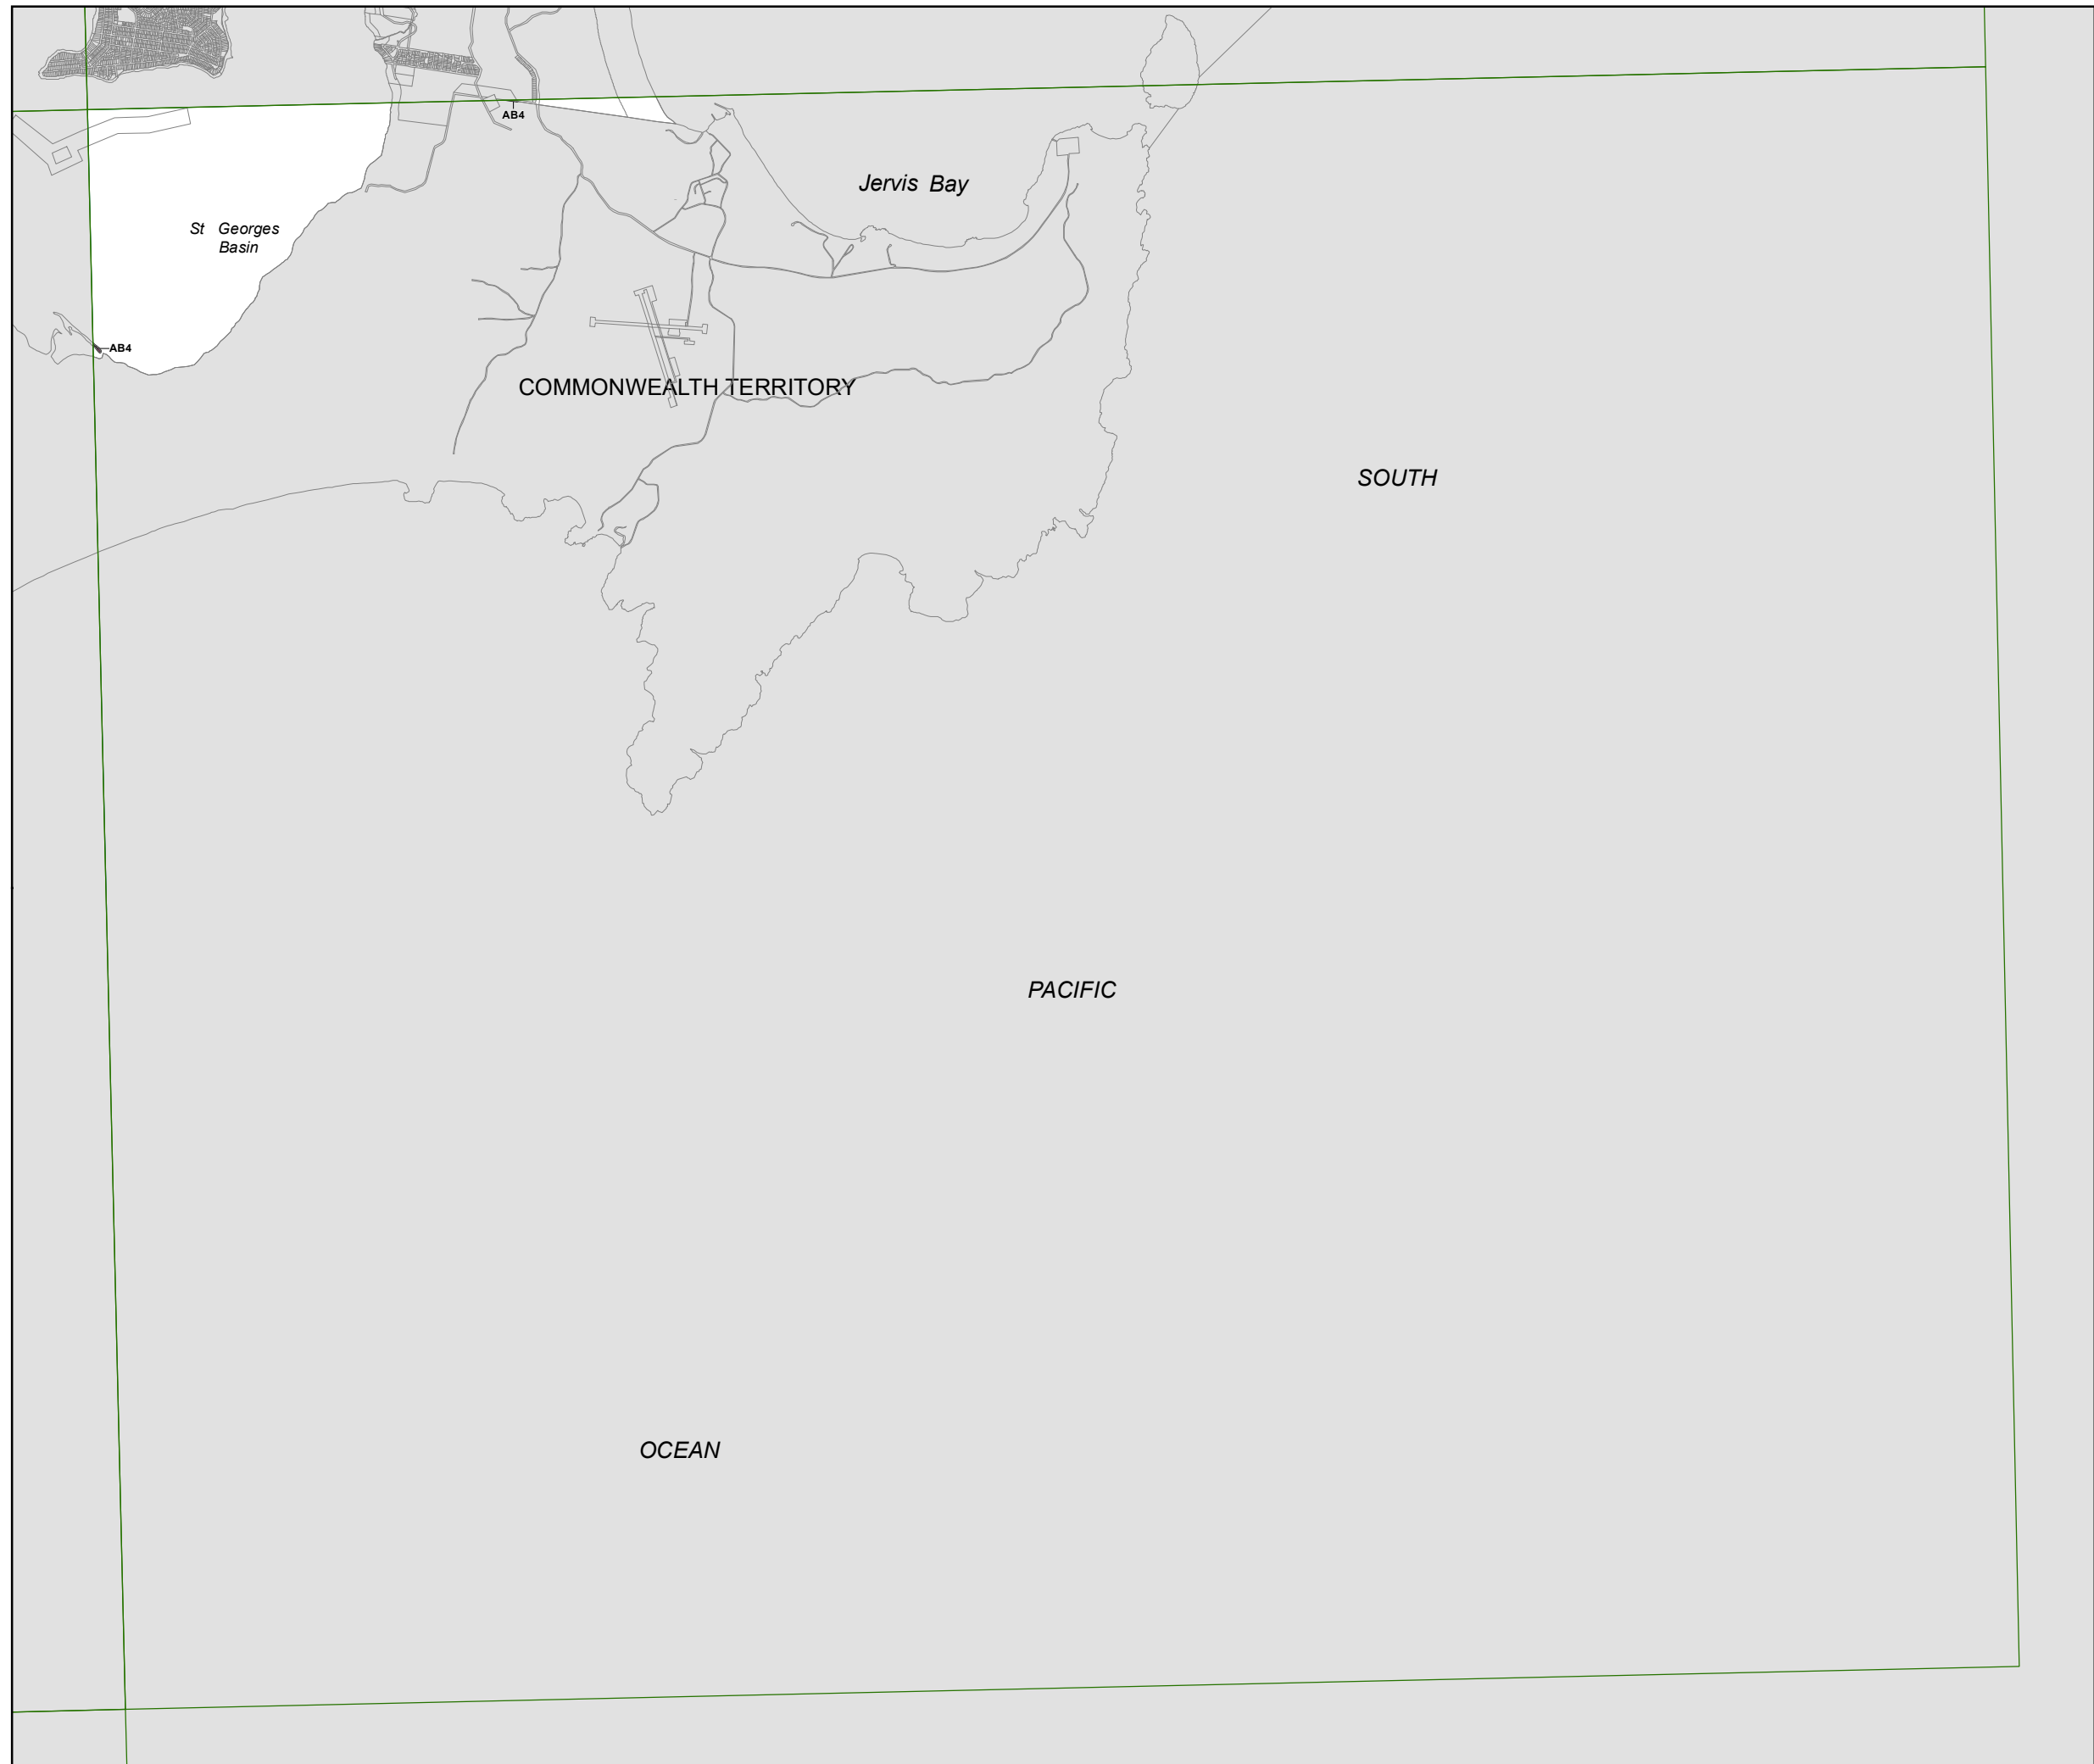 AB4
Jervis Bay
St Georges
Basin
AB4
COMMONWEALTH TERRITORY
SOUTH
PACIFIC
OCEAN